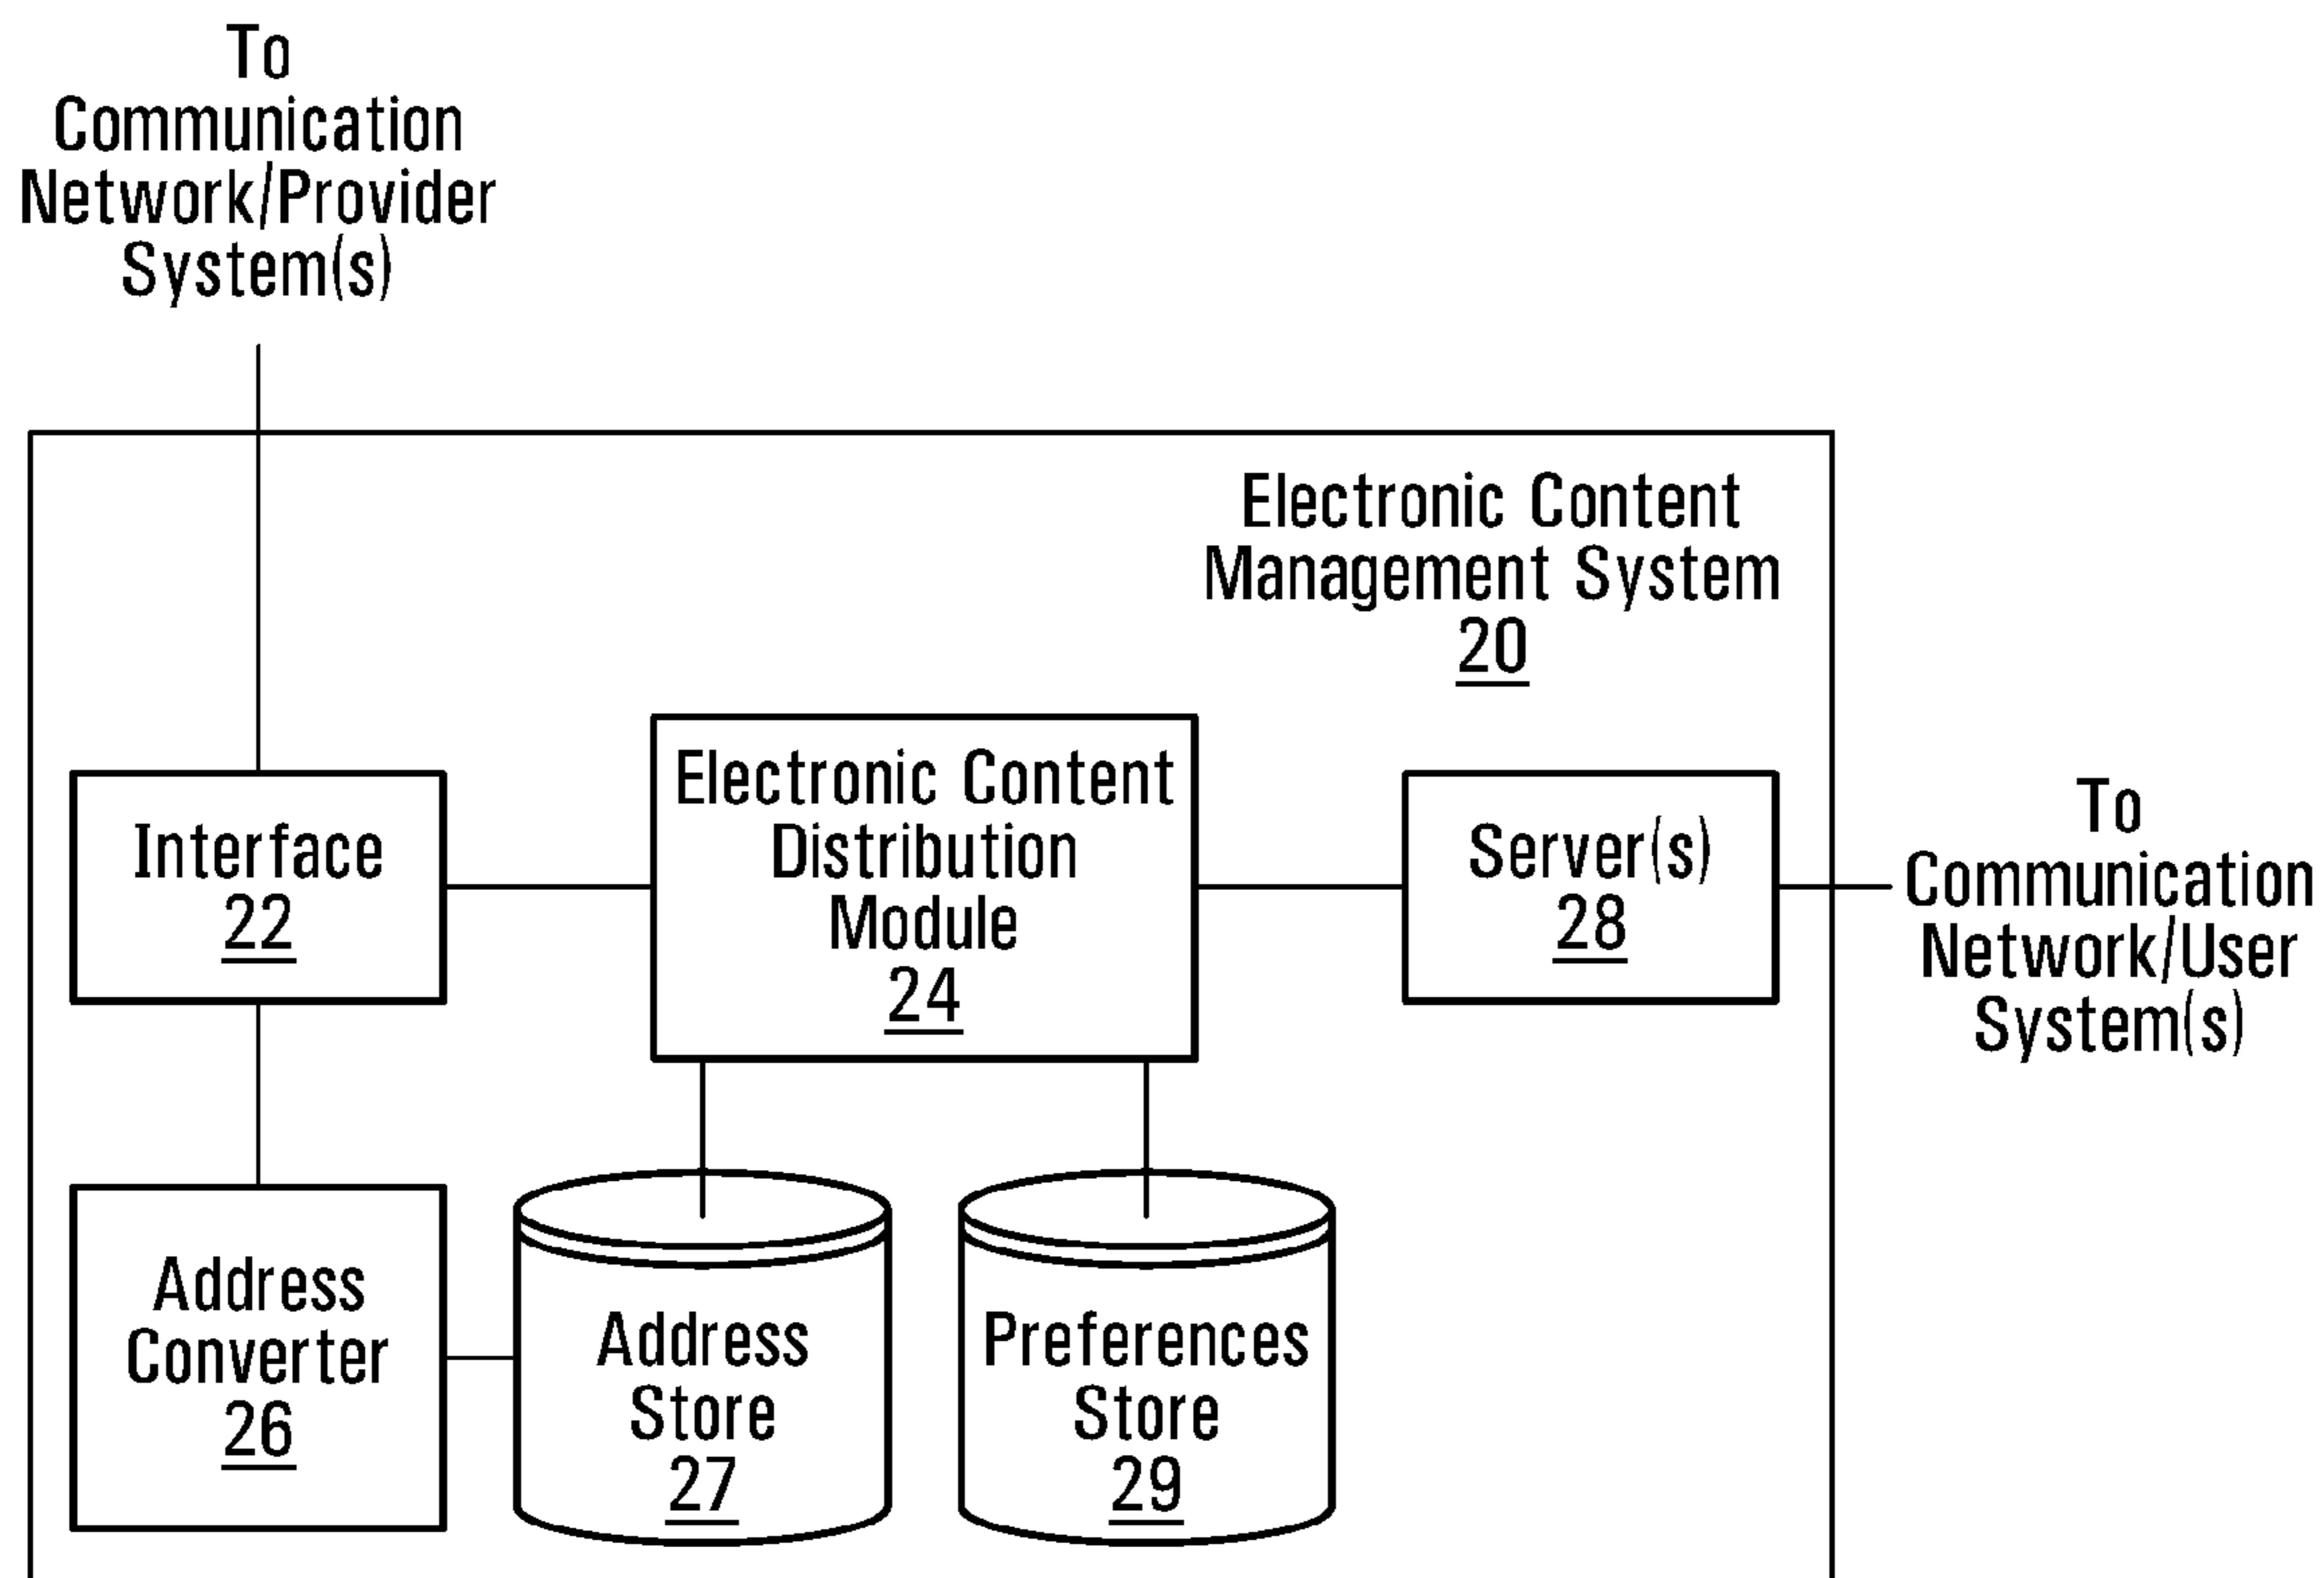 To
Communication
Network/Provider
System(s)
Electronic Content
Management System
20
Interface
22
Electronic Content
Distribution
Module
24
Server(s)
28
To
Communication
Network/User
System(s)
Address
Converter
26
Address
Store
27
Preferences
Store
29